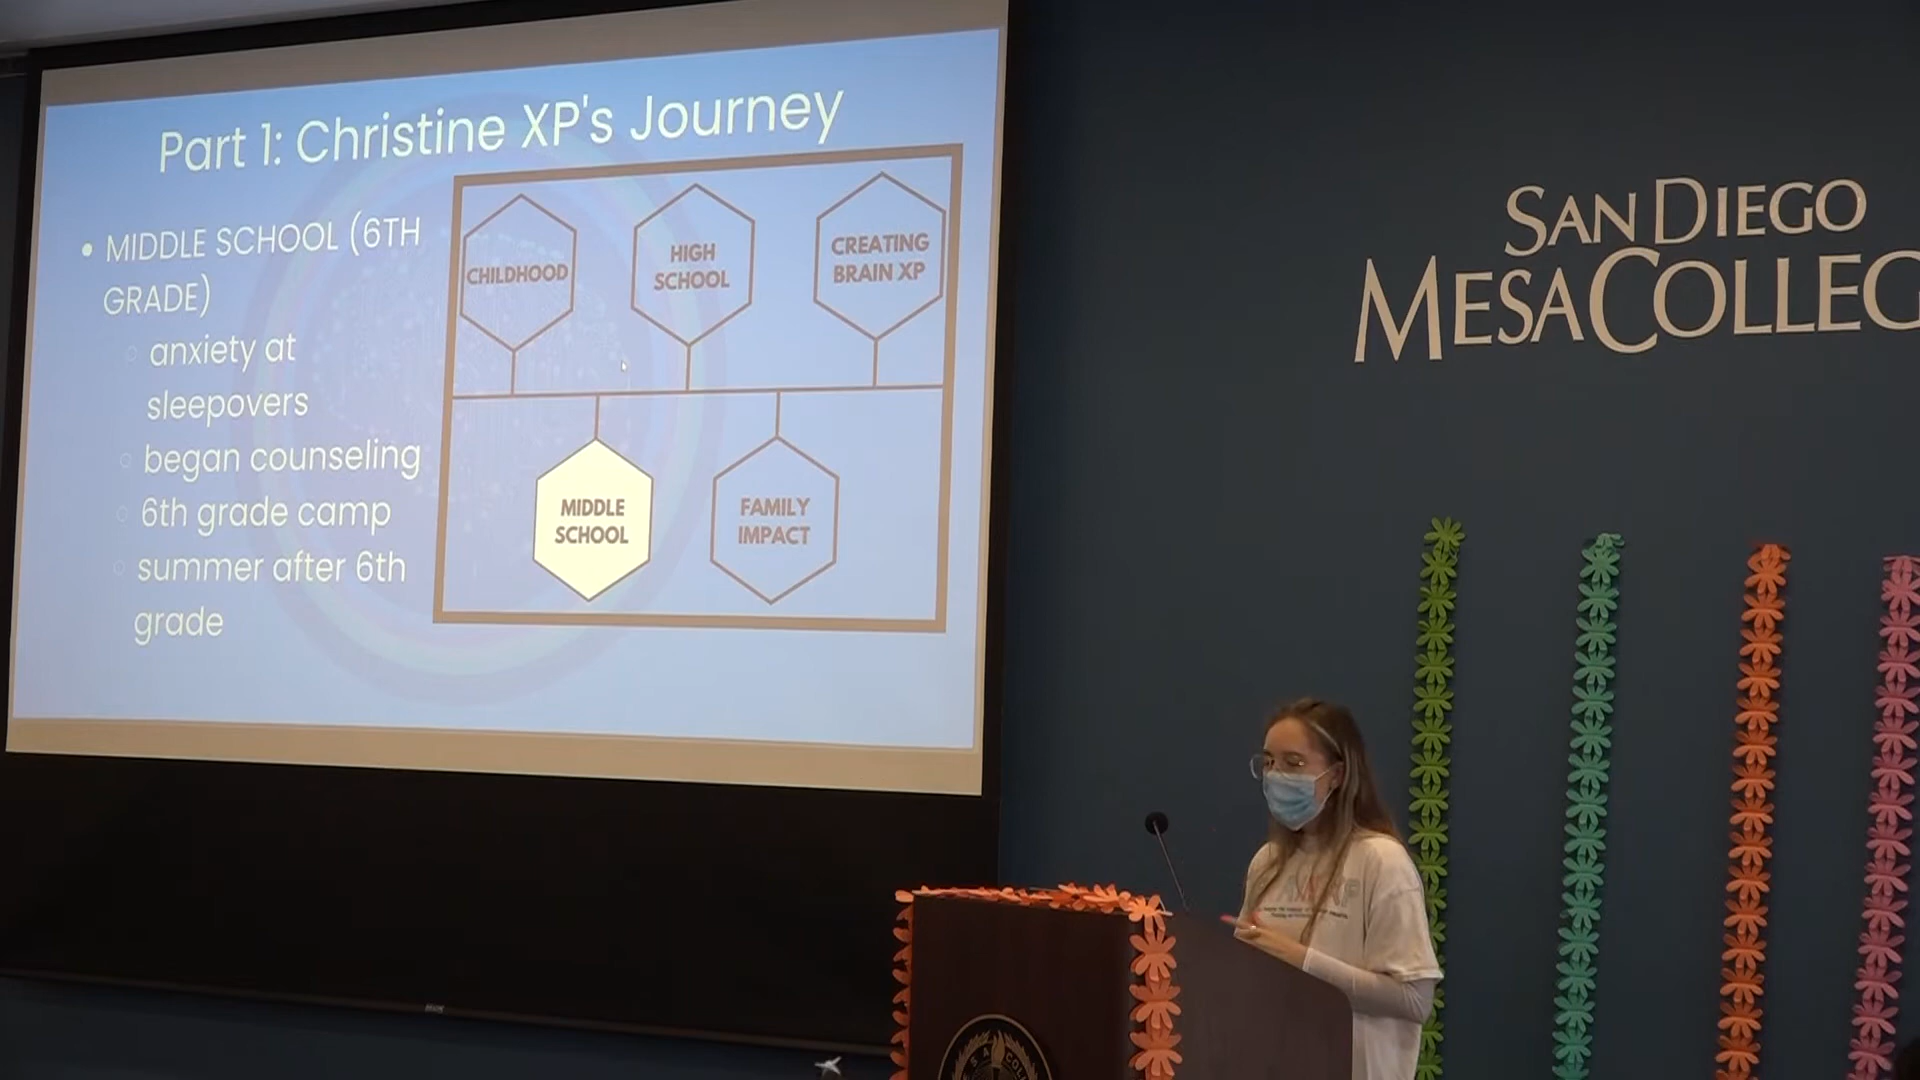 Part 1: Christine XP's Journey
MIDDLE SCHOOL (6TH
GRADE)
anxiety at
sleepovers
began counseling
6th grade camp
summer after 6th
grade
CHILDHOOD
HIGH
SCHOOL
CREATING
BRAIN XP
MIDDLE
SCHOOL
FAMILY
IMPACT
SAN DIEGO
MESA COLLEG